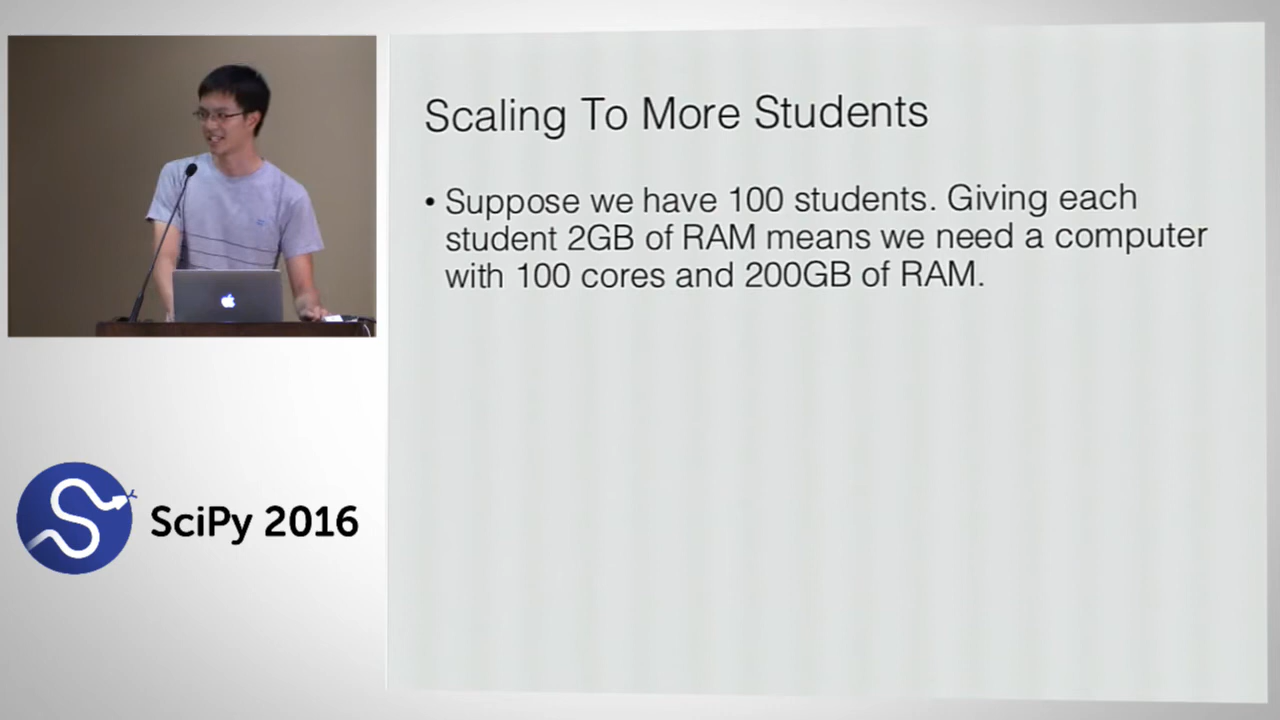 Scaling To More Students
• Suppose we have 100 students. Giving each
student 2GB of RAM means we need a computer
with 100 cores and 200GB of RAM.
SciPy 2016